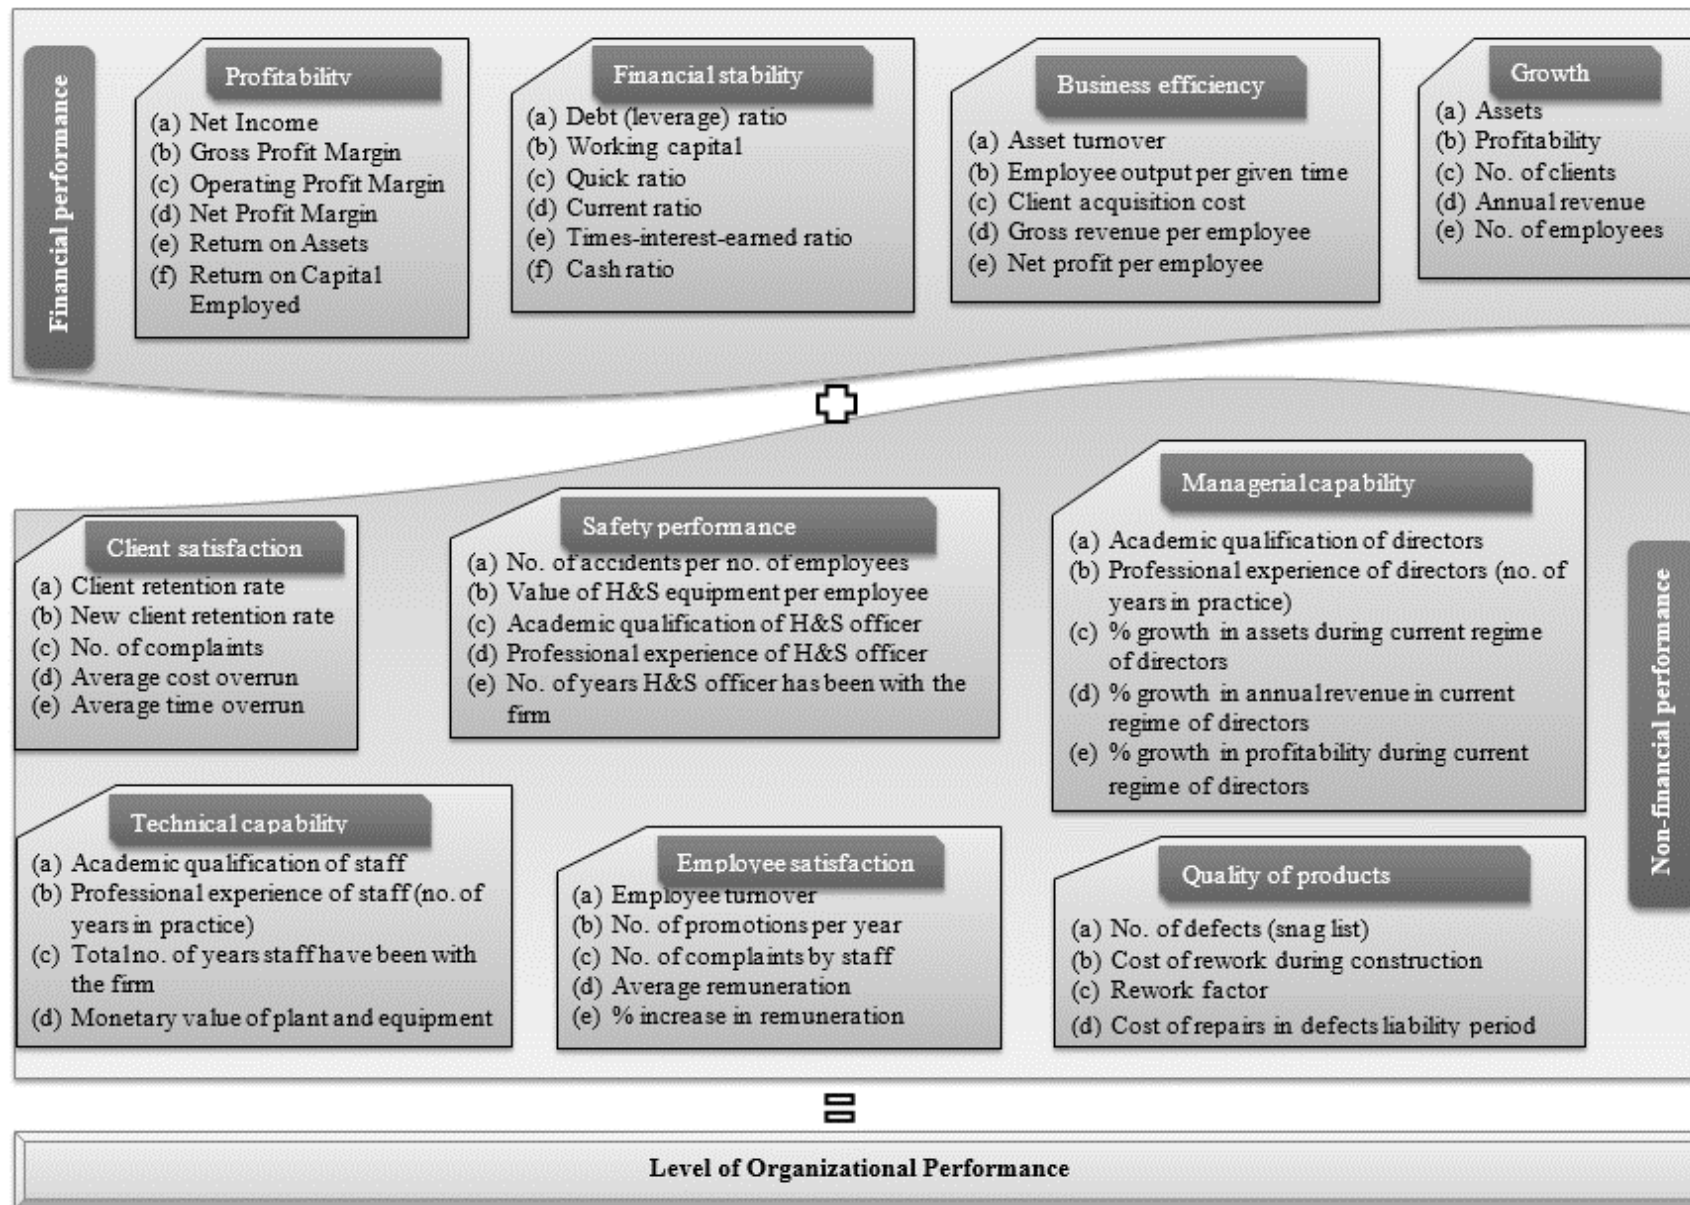 Financial performance
Profitability
(a) Net Income
(b) Gross Profit Margin
(c) Operating Profit Margin
(d) Net Profit Margin
(e) Return on Assets
(f) Return on Capital
Employed
Financial stability
(a) Debt (leverage) ratio
(b) Working capital
(c) Quick ratio
(d) Current ratio
(e) Times-interest-earned ratio
(f) Cash ratio
Business efficiency
(a) Asset turnover
(b) Employee output per given time
(c) Client acquisition cost
(d) Gross revenue per employee
(e) Net profit per employee
Growth
(a) Assets
(b) Profitability
(c) No. of clients
(d) Annual revenue
(e) No. of employees
Client satisfaction
(a) Client retention rate
(b) New client retention rate
(c) No. of complaints
(d) Average cost overrun
(e) Average time overrun
Safety performance
(a) No. of accidents per no. of employees
(b) Value of H&S equipment per employee
(c) Academic qualification of H&S officer
(d) Professional experience of H&S officer
(e) No. of years H&S officer has been with the
firm
Managerial capability
(a) Academic qualification of directors
(b) Professional experience of directors (no. of
years in practice)
(c) % growth in assets during current regime
of directors
(d) % growth in annual revenue in current
regime of directors
(e) % growth in profitability during current
regime of directors
Non-financial performance
Technical capability
(a) Academic qualification of staff
(b) Professional experience of staff (no. of
years in practice)
(c) Total no. of years staff have been with
the firm
(d) Monetary value of plant and equipment
Employee satisfaction
(a) Employee turnover
(b) No. of promotions per year
(c) No. of complaints by staff
(d) Average remuneration
(e) % increase in remuneration
Quality of products
(a) No. of defects (snag list)
(b) Cost of rework during construction
(c) Rework factor
(d) Cost of repairs in defects liability period
Level of Organizational Performance